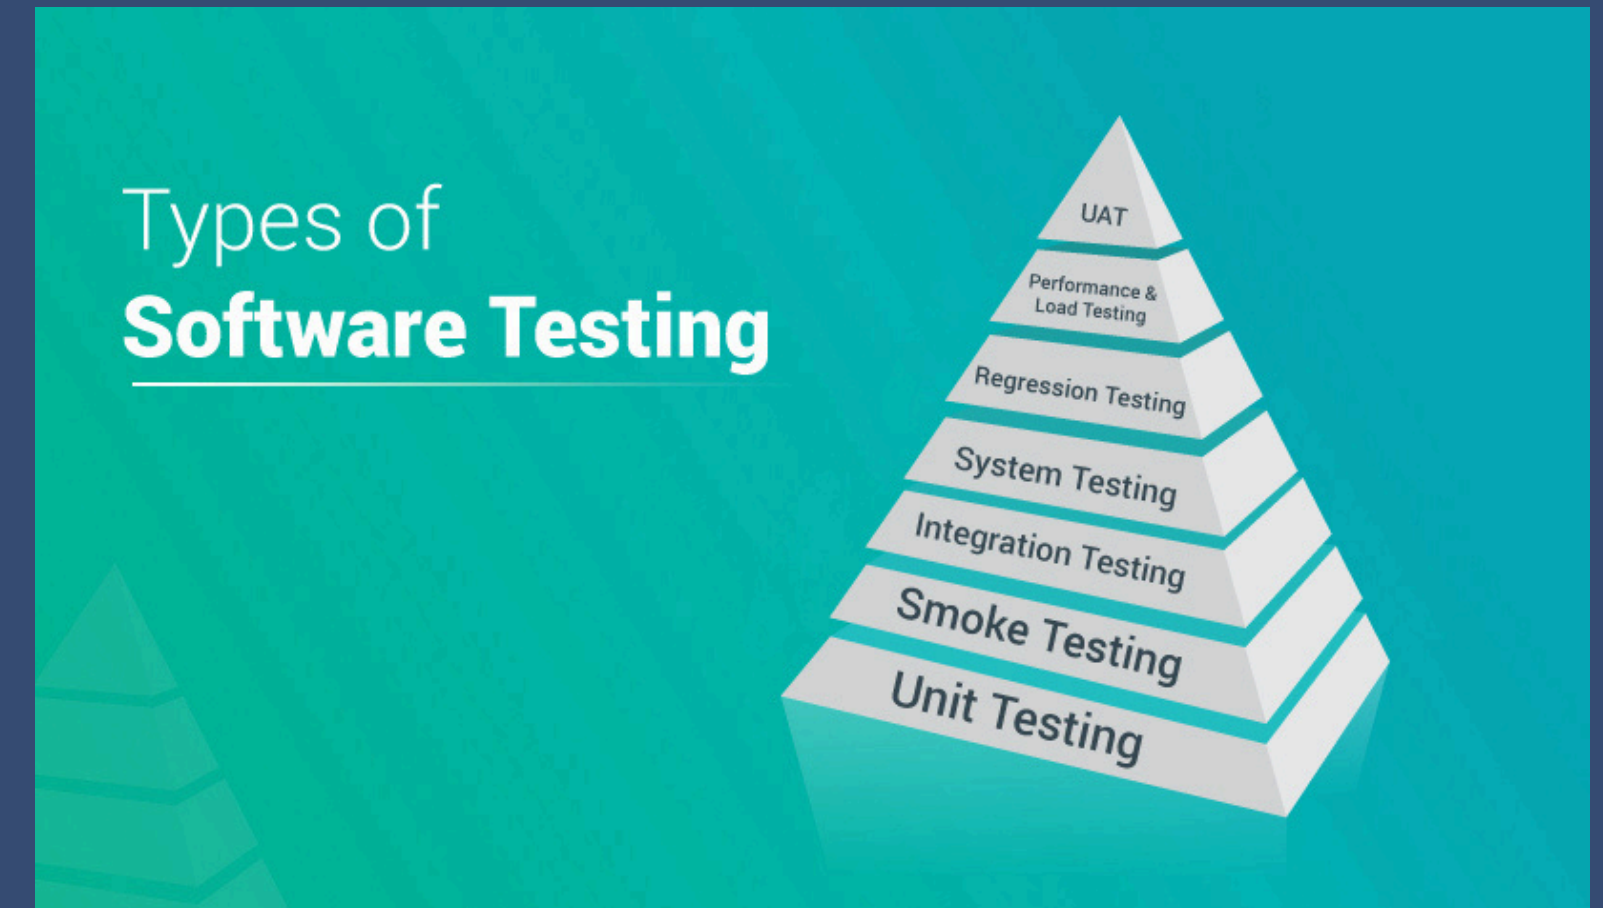 Types of
Software Testing
UAT
Performance &
Load Testing
Regression Testing
System Testing
Integration Testing
Smoke Testing
Unit Testing